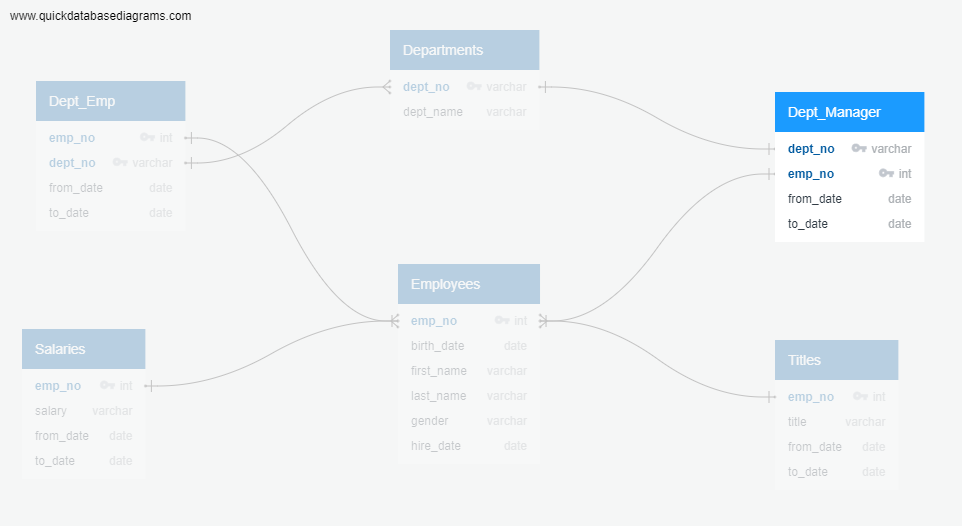 www.quickdatabasediagrams.com
Departments
dept_no varchar
dept_name varchar
Dept_Emp
emp_no int
dept_no varchar
from_date date
to_date date
Dept_Manager
dept_no varchar
emp_no int
from_date date
to_date date
Employees
emp_no int
birth_date date
first_name varchar
last_name varchar
gender varchar
hire_date date
Salaries
emp_no int
salary varchar
from_date date
to_date date
Titles
emp_no int
title varchar
from_date date
to_date date